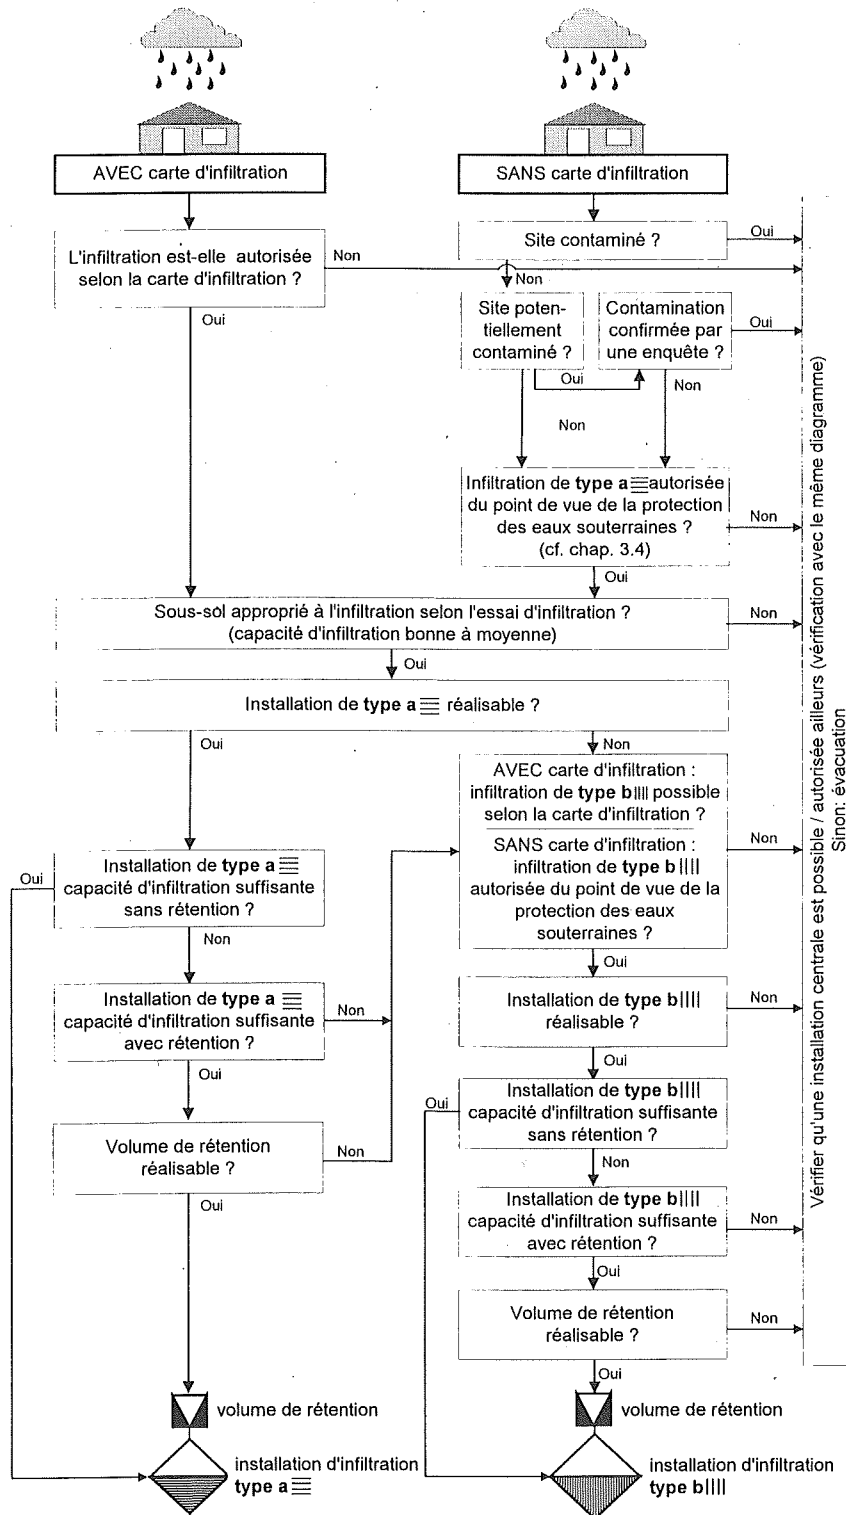 AVEC carte d'infiltration
SANS carte d'infiltration
L'infiltration est-elle autorisée
selon la carte d'infiltration ?
Non
Oui
Site contaminé ?
Oui
Non
Site poten-
tiellement
contaminé ?
Contamination
confirmée par
une enquête ?
Oui
Oui
Non
Non
Infiltration de type a autorisée
du point de vue de la protection
des eaux souterraines ?
(cf. chap. 3.4)
Non
Oui
Sous-sol approprié à l'infiltration selon l'essai d'infiltration ?
(capacité d'infiltration bonne à moyenne)
Non
Oui
Installation de type a réalisable ?
Oui
Non
AVEC carte d'infiltration :
infiltration de type b possible
selon la carte d'infiltration ?
SANS carte d'infiltration :
infiltration de type b
autorisée du point de vue de la
protection des eaux
souterraines ?
Non
Oui
Oui
Installation de type a
capacité d'infiltration suffisante
sans rétention ?
Non
Installation de type a
capacité d'infiltration suffisante
avec rétention ?
Non
Oui
Volume de rétention
réalisable ?
Non
Oui
Installation de type b
réalisable ?
Non
Oui
Oui
Installation de type b
capacité d'infiltration suffisante
sans rétention ?
Non
Installation de type b
capacité d'infiltration suffisante
avec rétention ?
Non
Oui
Volume de rétention
réalisable ?
Non
Oui
volume de rétention
installation d'infiltration
type a
volume de rétention
installation d'infiltration
type b
Vérifier qu'une installation centrale est possible / autorisée ailleurs (vérification avec le même diagramme)
Sinon: évacuation